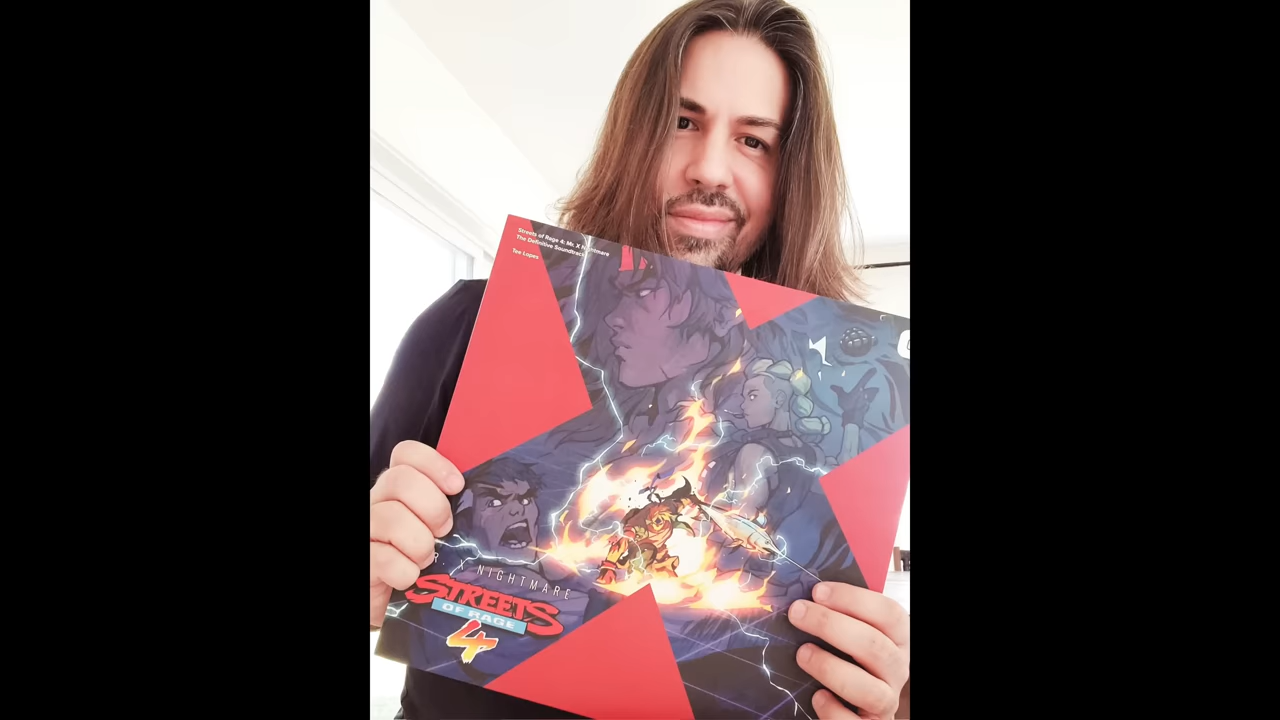 Streets of Rage 4: Mr. X Nightmare
The Definitive Soundtrack
Tee Lopes
R. X NIGHTMARE
STREETS
OF RAGE
4